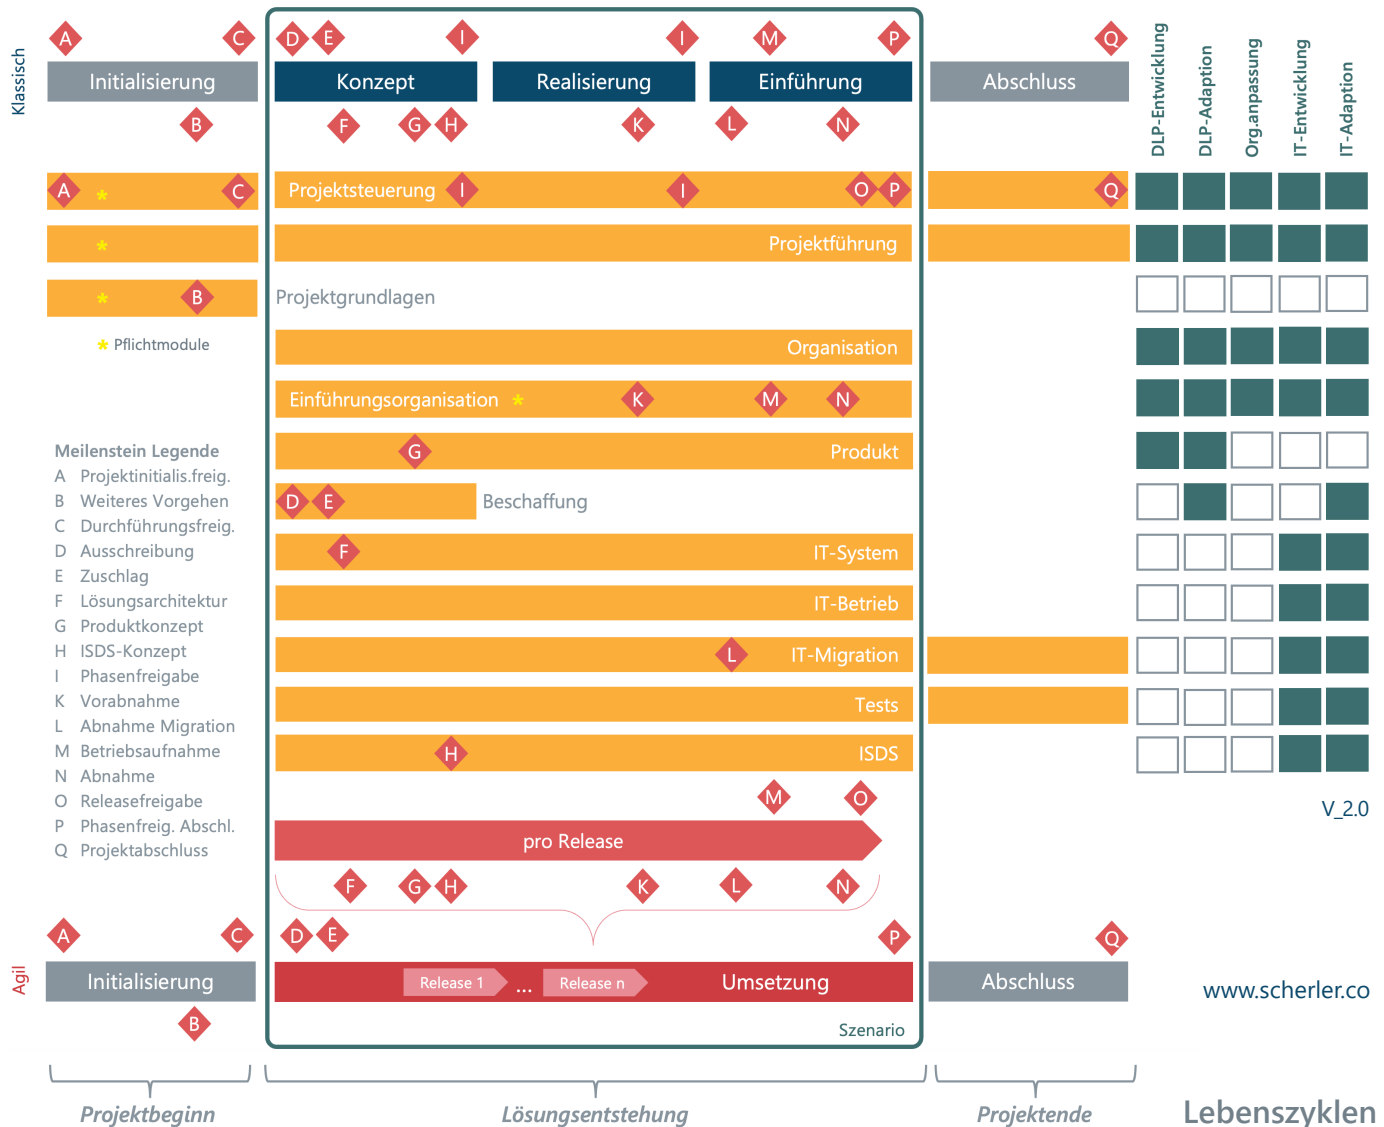 A C D E I I M P Q
Klassisch
Initialisierung Konzept Realisierung Einführung Abschluss
B F G H K L N
DLP-Entwicklung
DLP-Adaption
Org.anpassung
IT-Entwicklung
IT-Adaption
A * C Projektsteuerung I I O P Q
* Projektführung
* B Projektgrundlagen
* Pflichtmodule
Organisation
Einführungsorganisation * K M N
G Produkt
D E Beschaffung
F IT-System
IT-Betrieb
L IT-Migration
Tests
H ISDS
Meilenstein Legende
A Projektinitialis.freig.
B Weiteres Vorgehen
C Durchführungsfreig.
D Ausschreibung
E Zuschlag
F Lösungsarchitektur
G Produktkonzept
H ISDS-Konzept
I Phasenfreigabe
K Vorabnahme
L Abnahme Migration
M Betriebsaufnahme
N Abnahme
O Releasefreigabe
P Phasenfreig. Abschl.
Q Projektabschluss
V_2.0
M O
pro Release
F G H K L N
A C D E P Q
Agil
Initialisierung Release 1 ... Release n Umsetzung Abschluss
B
www.scherler.co
Szenario
Projektbeginn Lösungsentstehung Projektende
Lebenszyklen